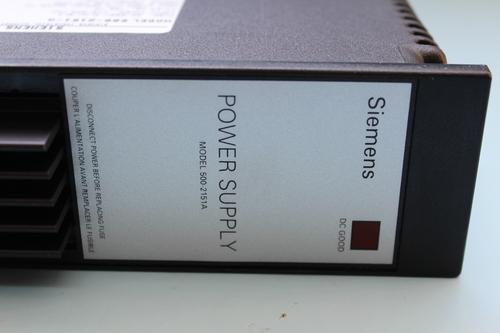 Siemens
DC GOOD
POWER SUPPLY
MODEL 500-2151A
DISCONNECT POWER BEFORE REPLACING FUSE
COUPER L'ALIMENTATION AVANT REMPLACER LE FUSIBLE
SIEMENS